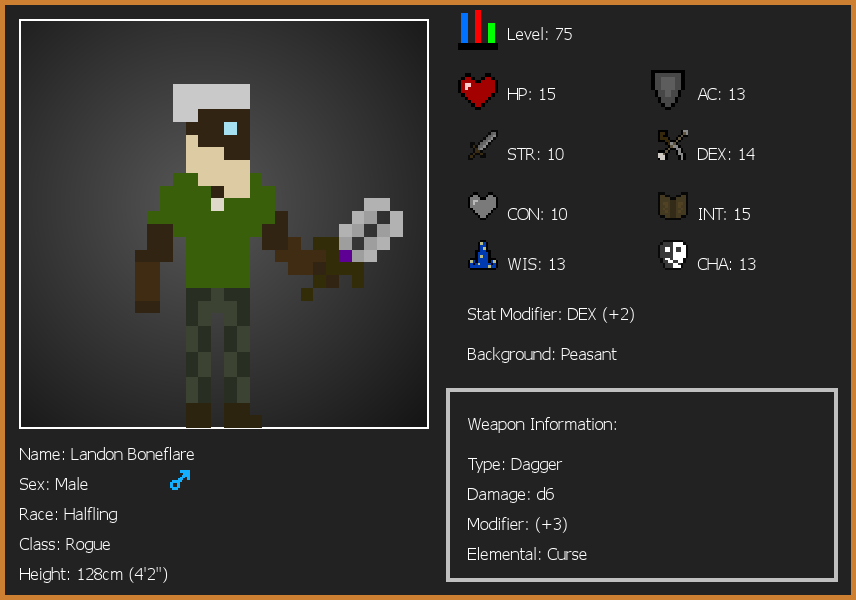 Level: 75
HP: 15
AC: 13
STR: 10
DEX: 14
CON: 10
INT: 15
WIS: 13
CHA: 13
Stat Modifier: DEX (+2)
Background: Peasant
Weapon Information:
Type: Dagger
Damage: d6
Modifier: (+3)
Elemental: Curse
Name: Landon Boneflare
Sex: Male
Race: Halfling
Class: Rogue
Height: 128cm (4'2")